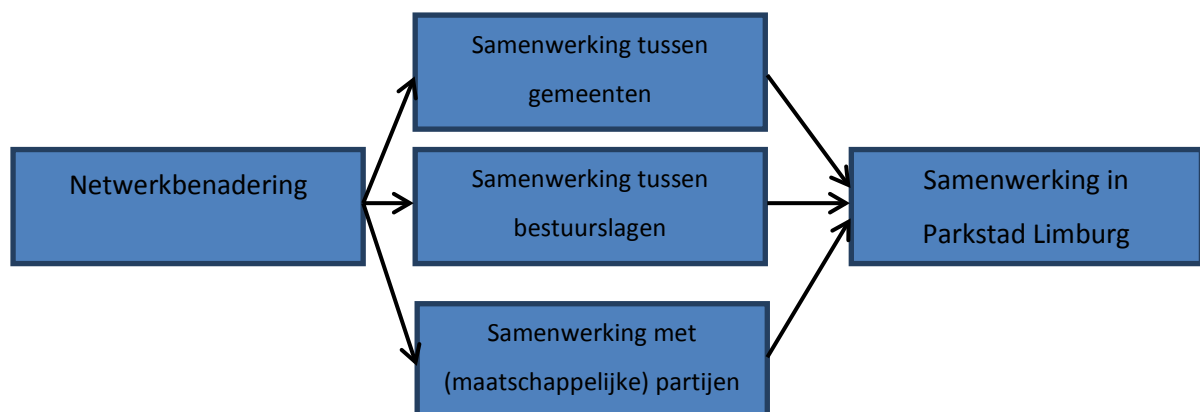 Netwerkbenadering
Samenwerking tussen
gemeenten
Samenwerking tussen
bestuurslagen
Samenwerking met
(maatschappelijke) partijen
Samenwerking in
Parkstad Limburg